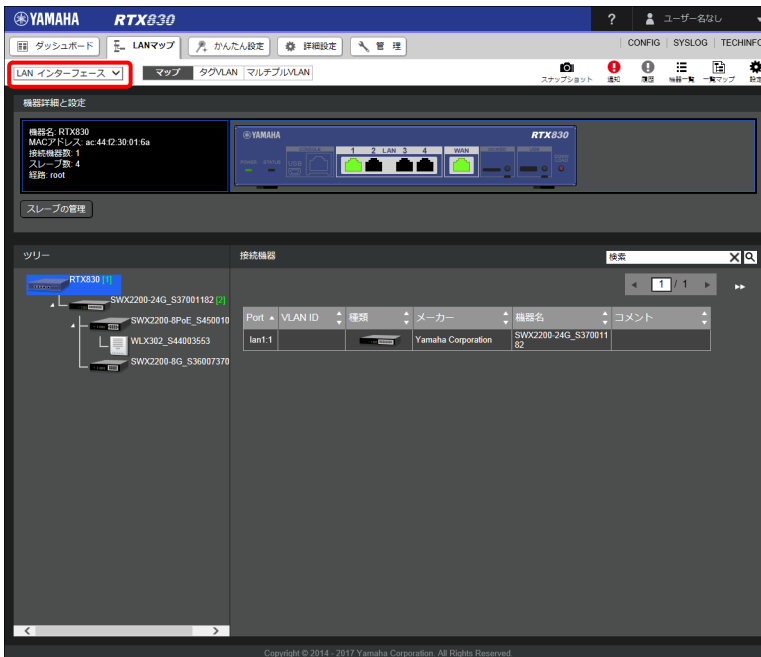 YAMAHA RTX830 ? ユーザーなし
ダッシュボード LANマップ かんたん設定 詳細設定 管 理 CONFIG SYSLOG TECHINFO
LAN インターフェース マップ タグVLAN マルチプルVLAN スナップショット 通知 履歴 機器一覧 一覧マップ 設定
機器詳細と設定
機器名: RTX830
MACアドレス: ac:44:f2:30:01:6a
接続機器数: 1
スレーブ数: 4
経路: root
YAMAHA RTX830
1 2 LAN 3 4 WAN
USB
スレーブの管理
ツリー
RTX830 [1]
SWX2200-24G_S37001182 [2]
SWX2200-8PoE_S450010
WLX302_S44003553
SWX2200-8G_S36007370
接続機器 検索
1 / 1
Port VLAN ID 種類 メーカー 機器名 コメント
lan1:1 Yamaha Corporation SWX2200-24G_S370011
82
Copyright © 2014 - 2017 Yamaha Corporation. All Rights Reserved.